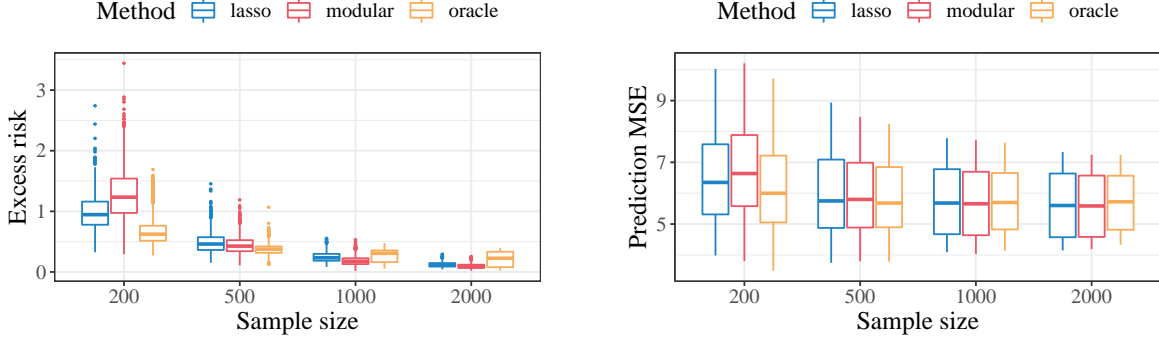 Method lasso modular oracle
Excess risk
3
2
1
0
200 500 1000 2000
Sample size
Method lasso modular oracle
Prediction MSE
9
7
5
200 500 1000 2000
Sample size